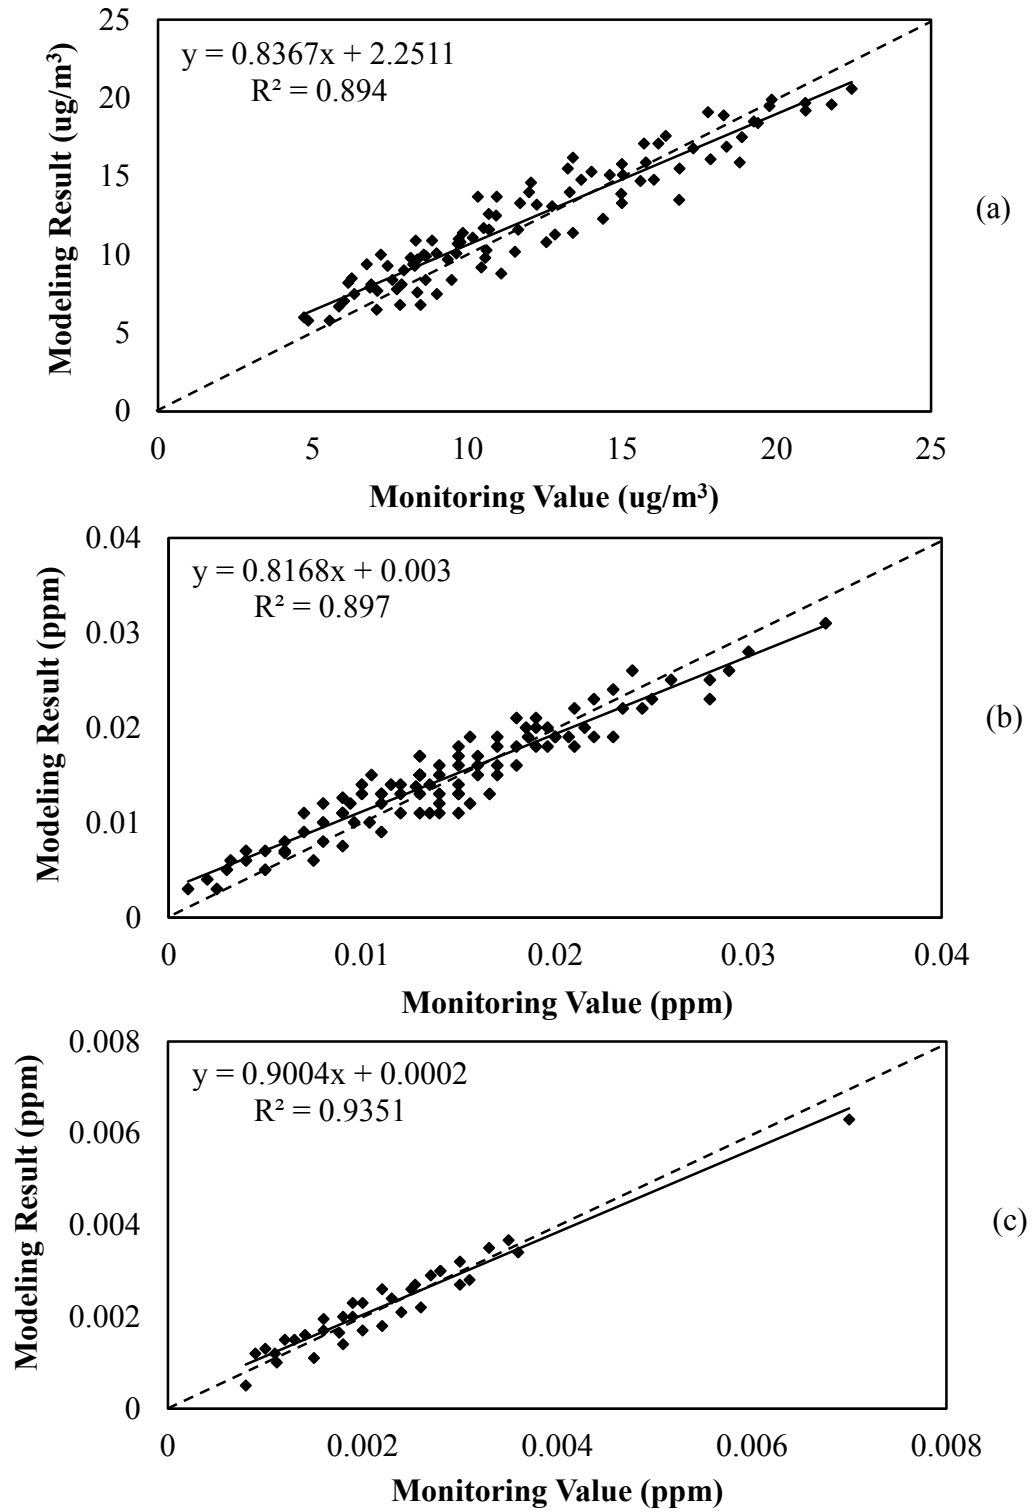 25
20
15
10
5
0
Modeling Result (ug/m³)
y = 0.8367x + 2.2511
R² = 0.894
(a)
0 5 10 15 20 25
Monitoring Value (ug/m³)
0.04
0.03
0.02
0.01
0
Modeling Result (ppm)
y = 0.8168x + 0.003
R² = 0.897
(b)
0 0.01 0.02 0.03 0.04
Monitoring Value (ppm)
0.008
0.006
0.004
0.002
0
Modeling Result (ppm)
y = 0.9004x + 0.0002
R² = 0.9351
(c)
0 0.002 0.004 0.006 0.008
Monitoring Value (ppm)